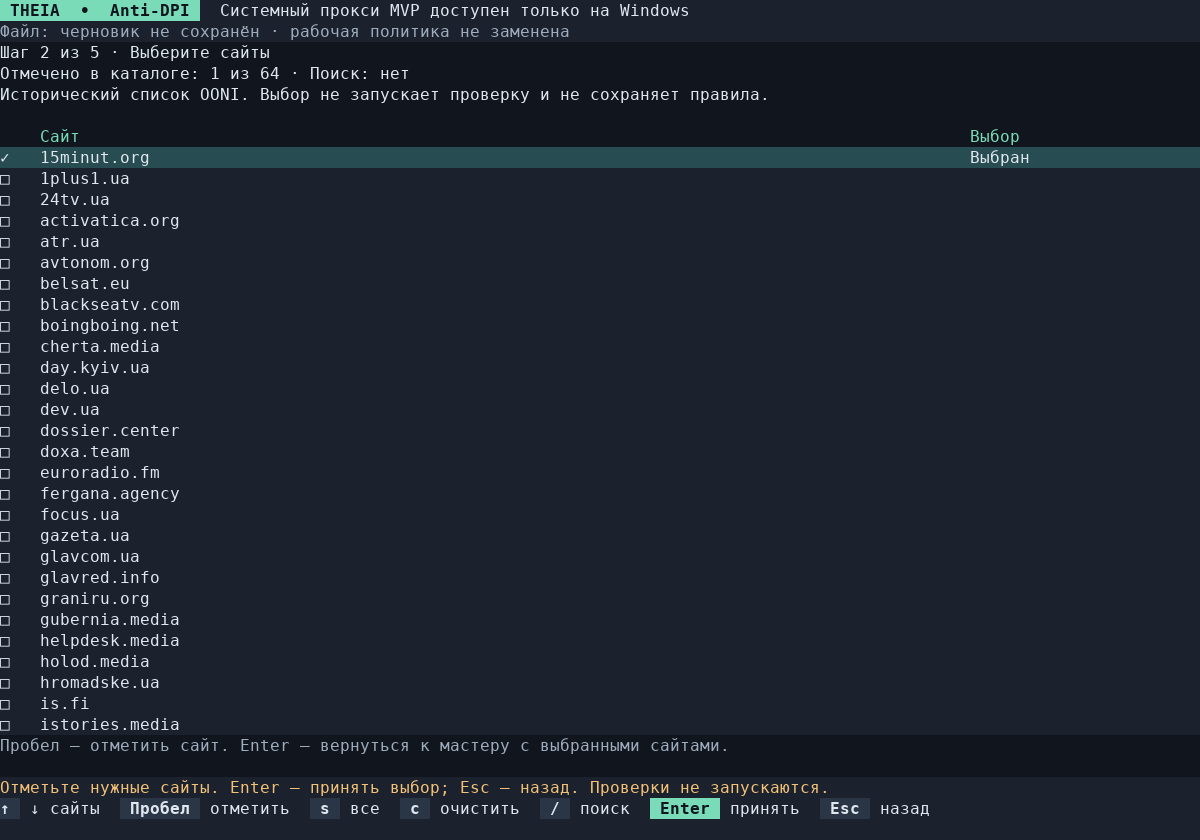 THEIA • Anti-DPI Системный прокси MVP доступен только на Windows
Файл: черновик не сохранён · рабочая политика не заменена
Шаг 2 из 5 · Выберите сайты
Отмечено в каталоге: 1 из 64 · Поиск: нет
Исторический список OONI. Выбор не запускает проверку и не сохраняет правила.
Сайт Выбор
✓ 15minut.org Выбран
□ 1plus1.ua
□ 24tv.ua
□ activatica.org
□ atr.ua
□ avtonom.org
□ belsat.eu
□ blackseatv.com
□ boingboing.net
□ cherta.media
□ day.kyiv.ua
□ delo.ua
□ dev.ua
□ dossier.center
□ doxa.team
□ euroradio.fm
□ fergana.agency
□ focus.ua
□ gazeta.ua
□ glavcom.ua
□ glavred.info
□ graniru.org
□ gubernia.media
□ helpdesk.media
□ holod.media
□ hromadske.ua
□ is.fi
□ istories.media
Пробел — отметить сайт. Enter — вернуться к мастеру с выбранными сайтами.
Отметьте нужные сайты. Enter — принять выбор; Esc — назад. Проверки не запускаются.
↑ ↓ сайты Пробел отметить s все c очистить / поиск Enter принять Esc назад